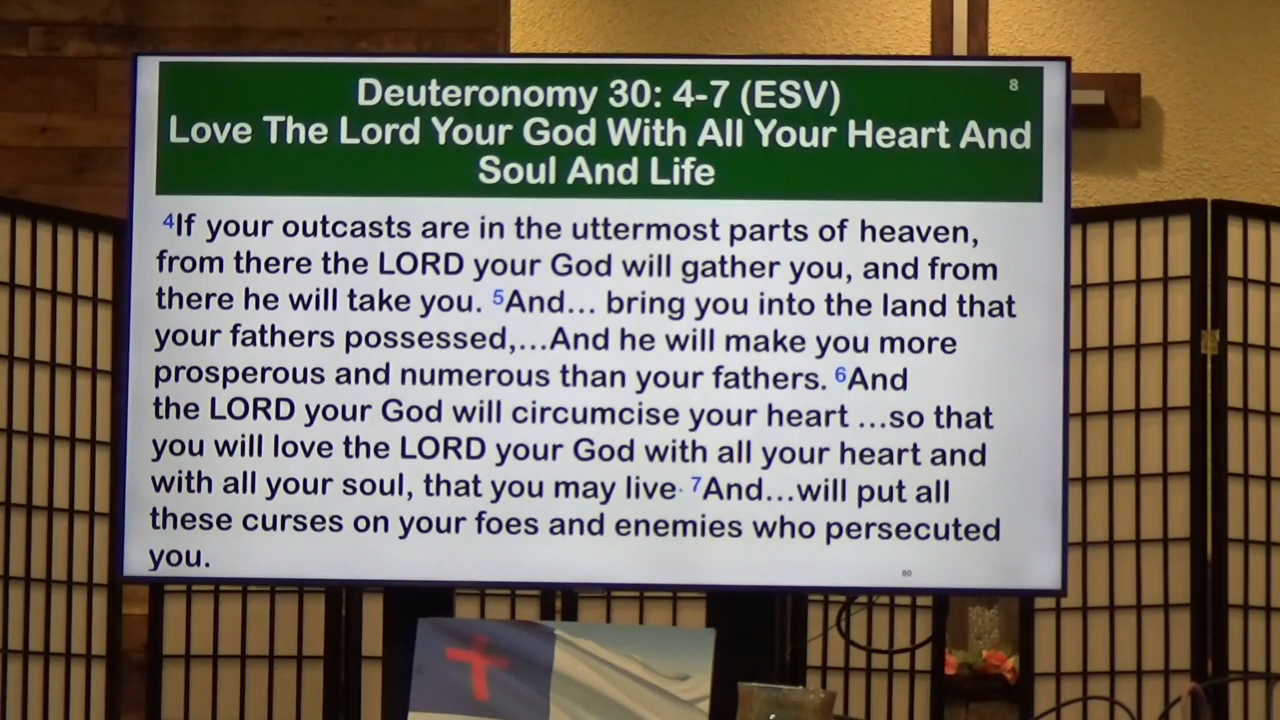 8
Deuteronomy 30: 4-7 (ESV)
Love The Lord Your God With All Your Heart And
Soul And Life
4If your outcasts are in the uttermost parts of heaven,
from there the LORD your God will gather you, and from
there he will take you. 5And... bring you into the land that
your fathers possessed,...And he will make you more
prosperous and numerous than your fathers. 6And
the LORD your God will circumcise your heart ...so that
you will love the LORD your God with all your heart and
with all your soul, that you may live. 7And...will put all
these curses on your foes and enemies who persecuted
you.
60